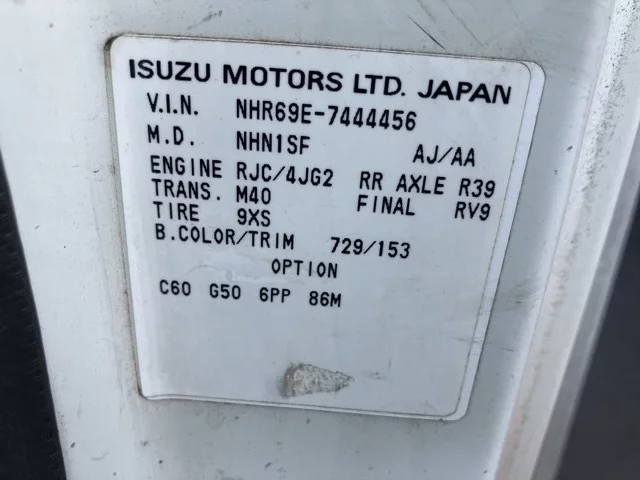 ISUZU MOTORS LTD. JAPAN
V.I.N. NHR69E-7444456
M.D. NHN1SF AJ/AA
ENGINE RJC/4JG2 RR AXLE R39
TRANS. M40 FINAL RV9
TIRE 9XS
B.COLOR/TRIM 729/153
OPTION
C60 G50 6PP 86M